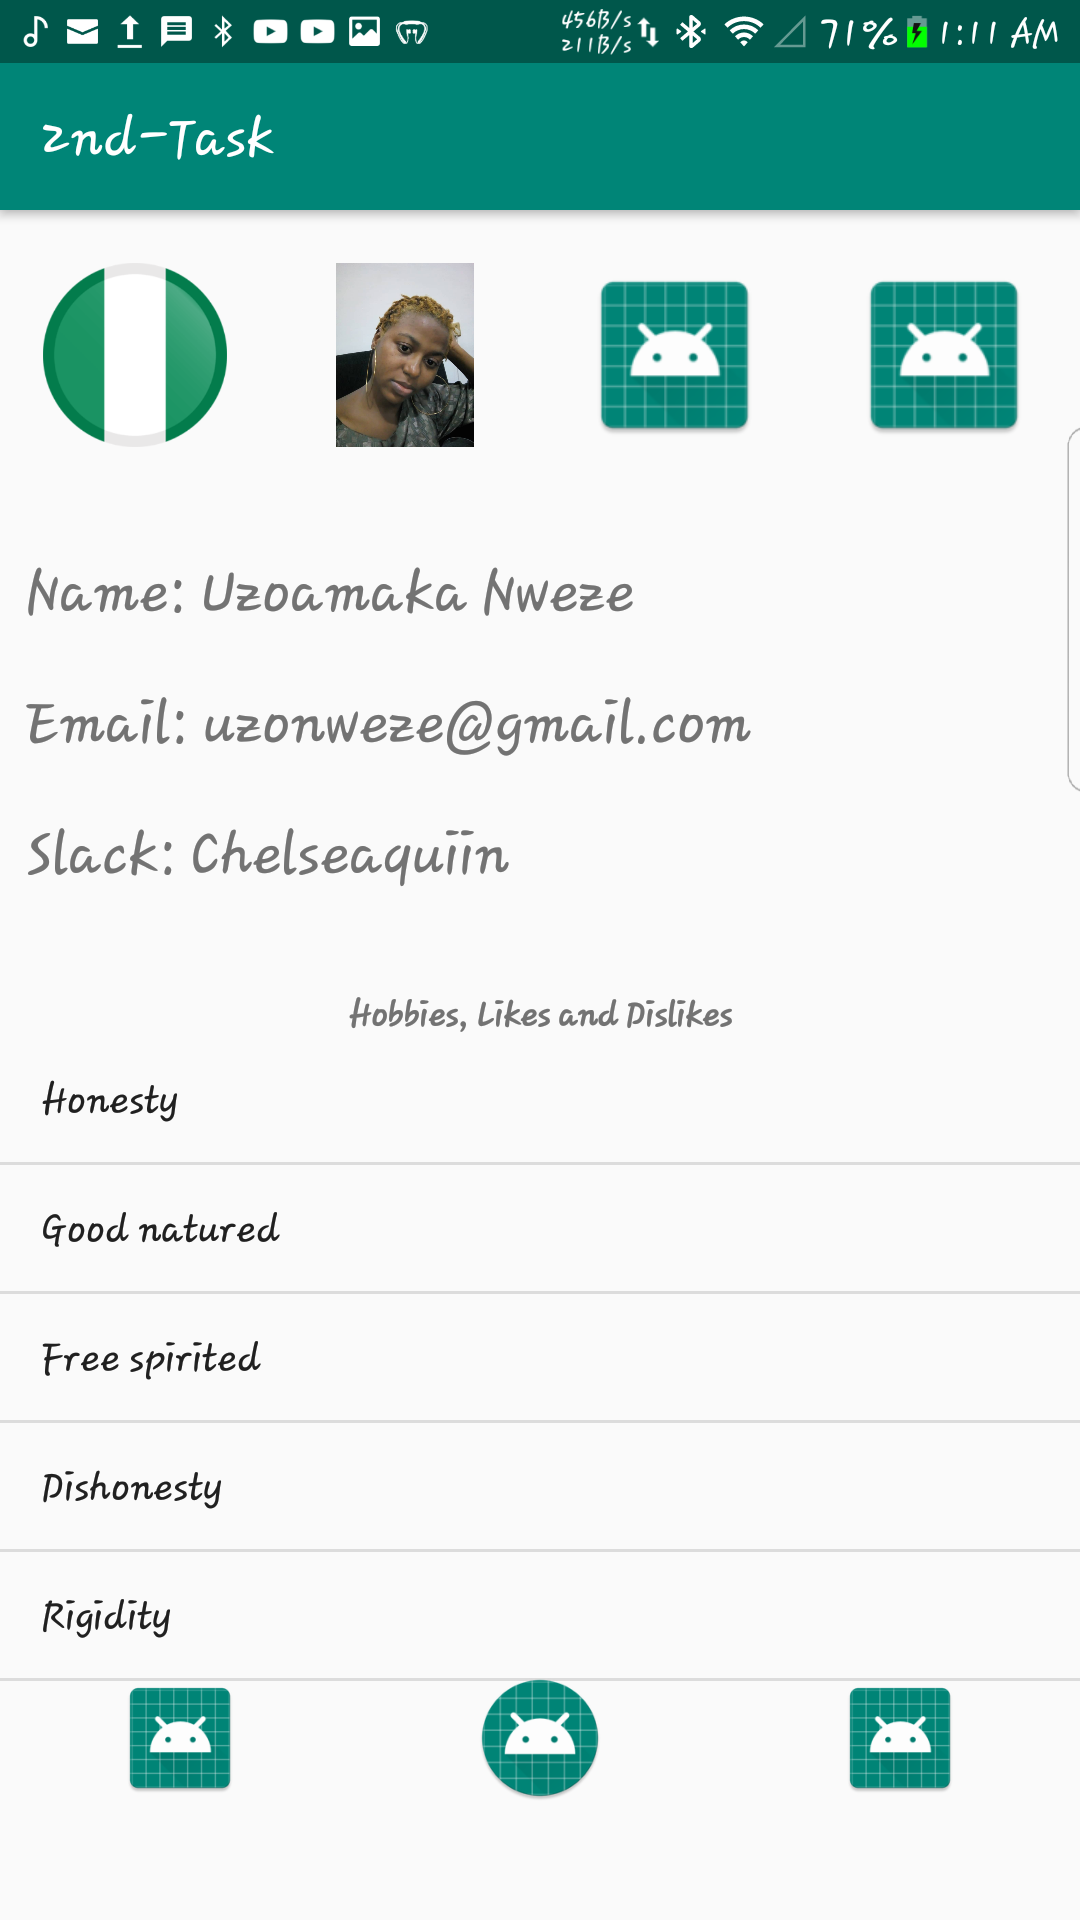 456B/s
211B/s
71% 1:11 AM
2nd-Task
Name: Uzoamaka Nweze
Email: uzonweze@gmail.com
Slack: Chelseaquiin
Hobbies, Likes and Dislikes
Honesty
Good natured
Free spirited
Dishonesty
Rigidity